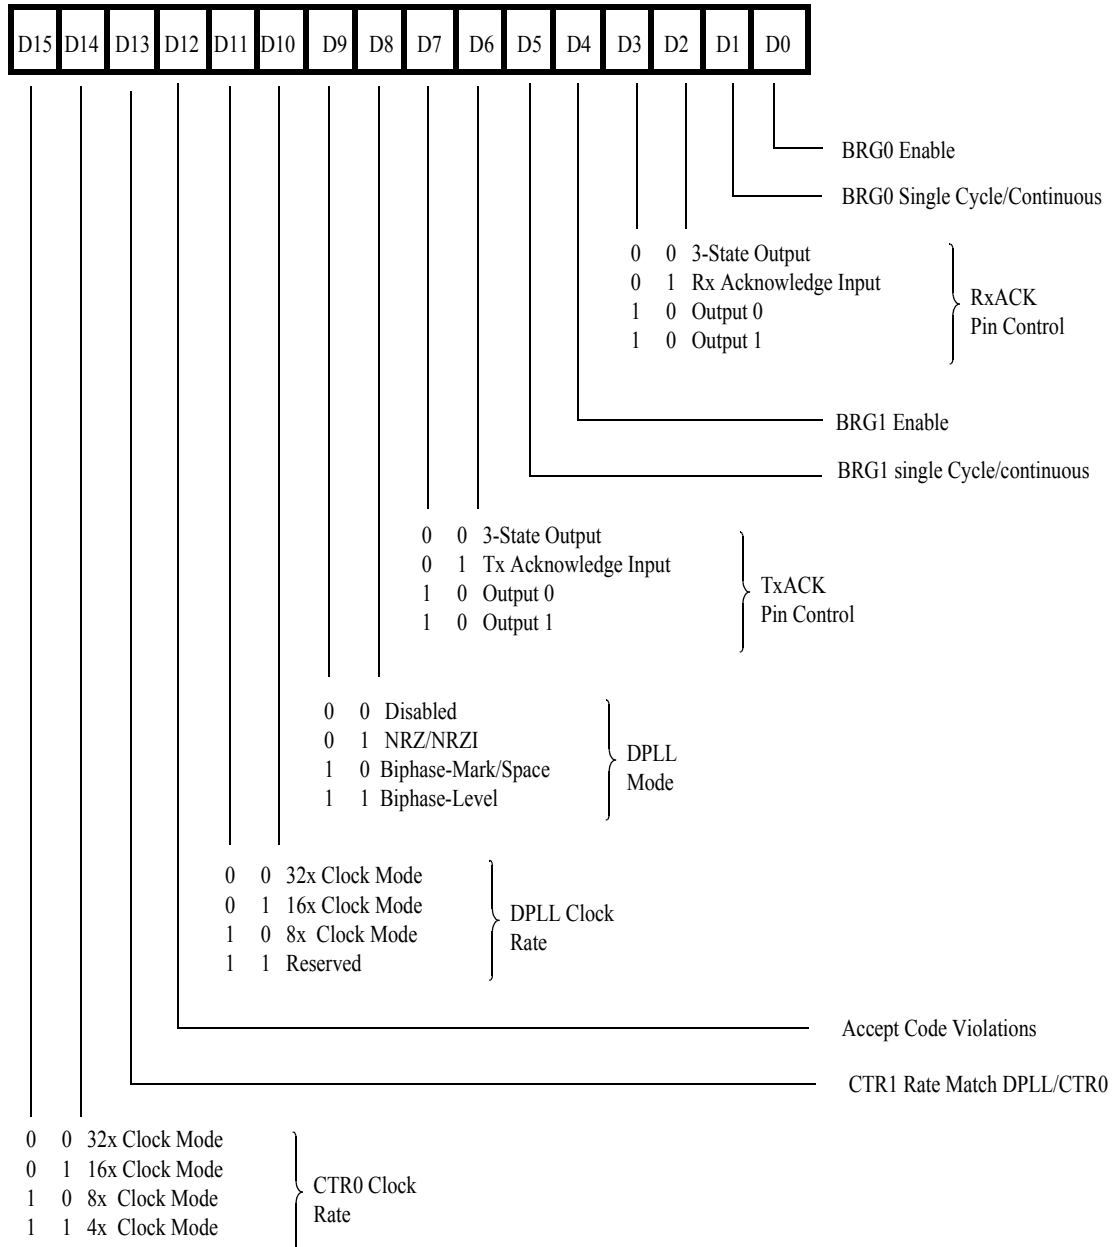 D15 D14 D13 D12 D11 D10 D9 D8 D7 D6 D5 D4 D3 D2 D1 D0
BRG0 Enable
BRG0 Single Cycle/Continuous
0 0 3-State Output
0 1 Rx Acknowledge Input
1 0 Output 0
1 0 Output 1
RxACK
Pin Control
BRG1 Enable
BRG1 single Cycle/continuous
0 0 3-State Output
0 1 Tx Acknowledge Input
1 0 Output 0
1 0 Output 1
TxACK
Pin Control
0 0 Disabled
0 1 NRZ/NRZI
1 0 Biphase-Mark/Space
1 1 Biphase-Level
DPLL
Mode
0 0 32x Clock Mode
0 1 16x Clock Mode
1 0 8x Clock Mode
1 1 Reserved
DPLL Clock
Rate
Accept Code Violations
CTR1 Rate Match DPLL/CTR0
0 0 32x Clock Mode
0 1 16x Clock Mode
1 0 8x Clock Mode
1 1 4x Clock Mode
CTR0 Clock
Rate